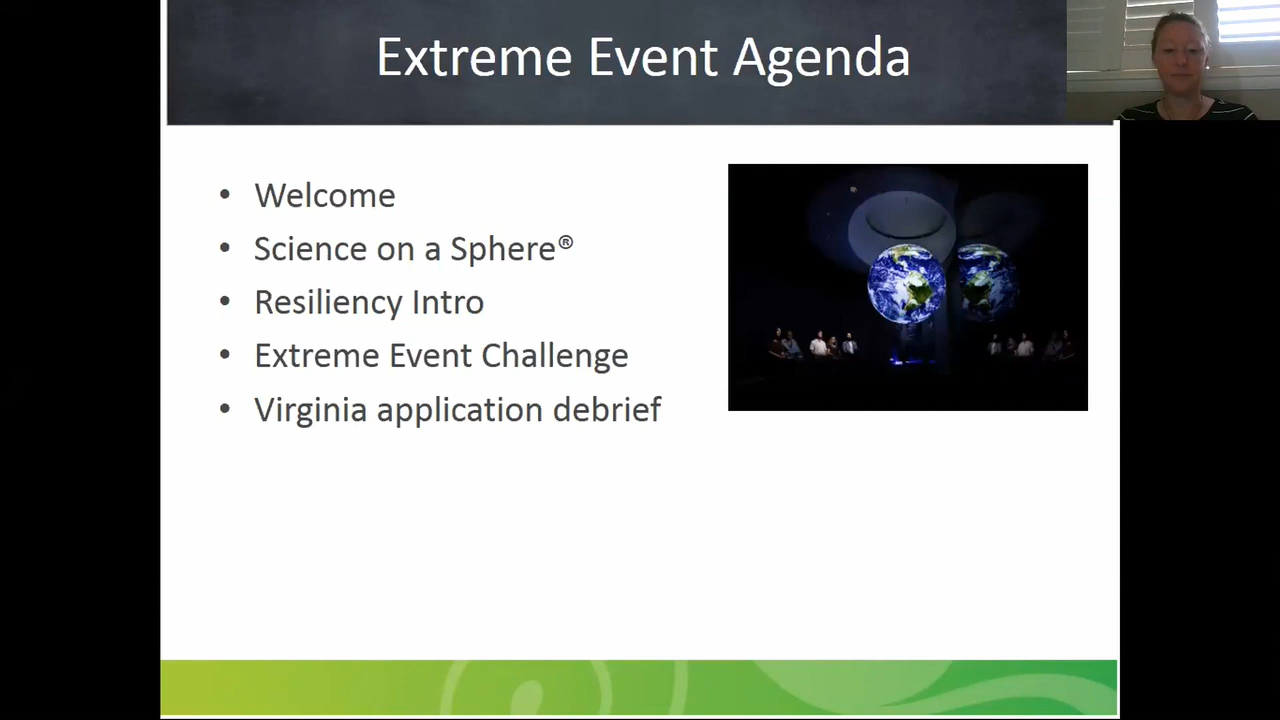 Extreme Event Agenda
• Welcome
• Science on a Sphere®
• Resiliency Intro
• Extreme Event Challenge
• Virginia application debrief